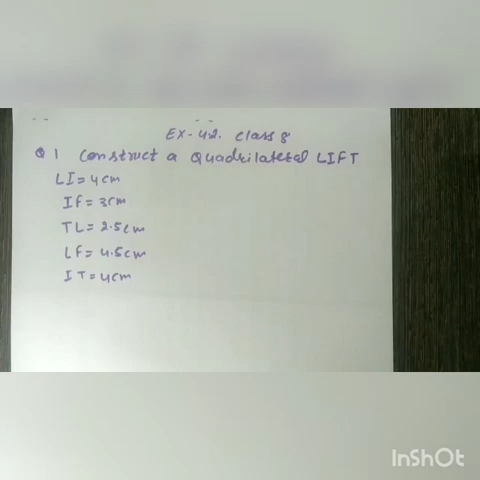 EX-4.2. Class 8
Q 1 Construct a Quadrilateral LIFT
LI = 4cm
If = 3cm
TL = 2.5cm
Lf = 4.5cm
IT = 4cm
InShOt